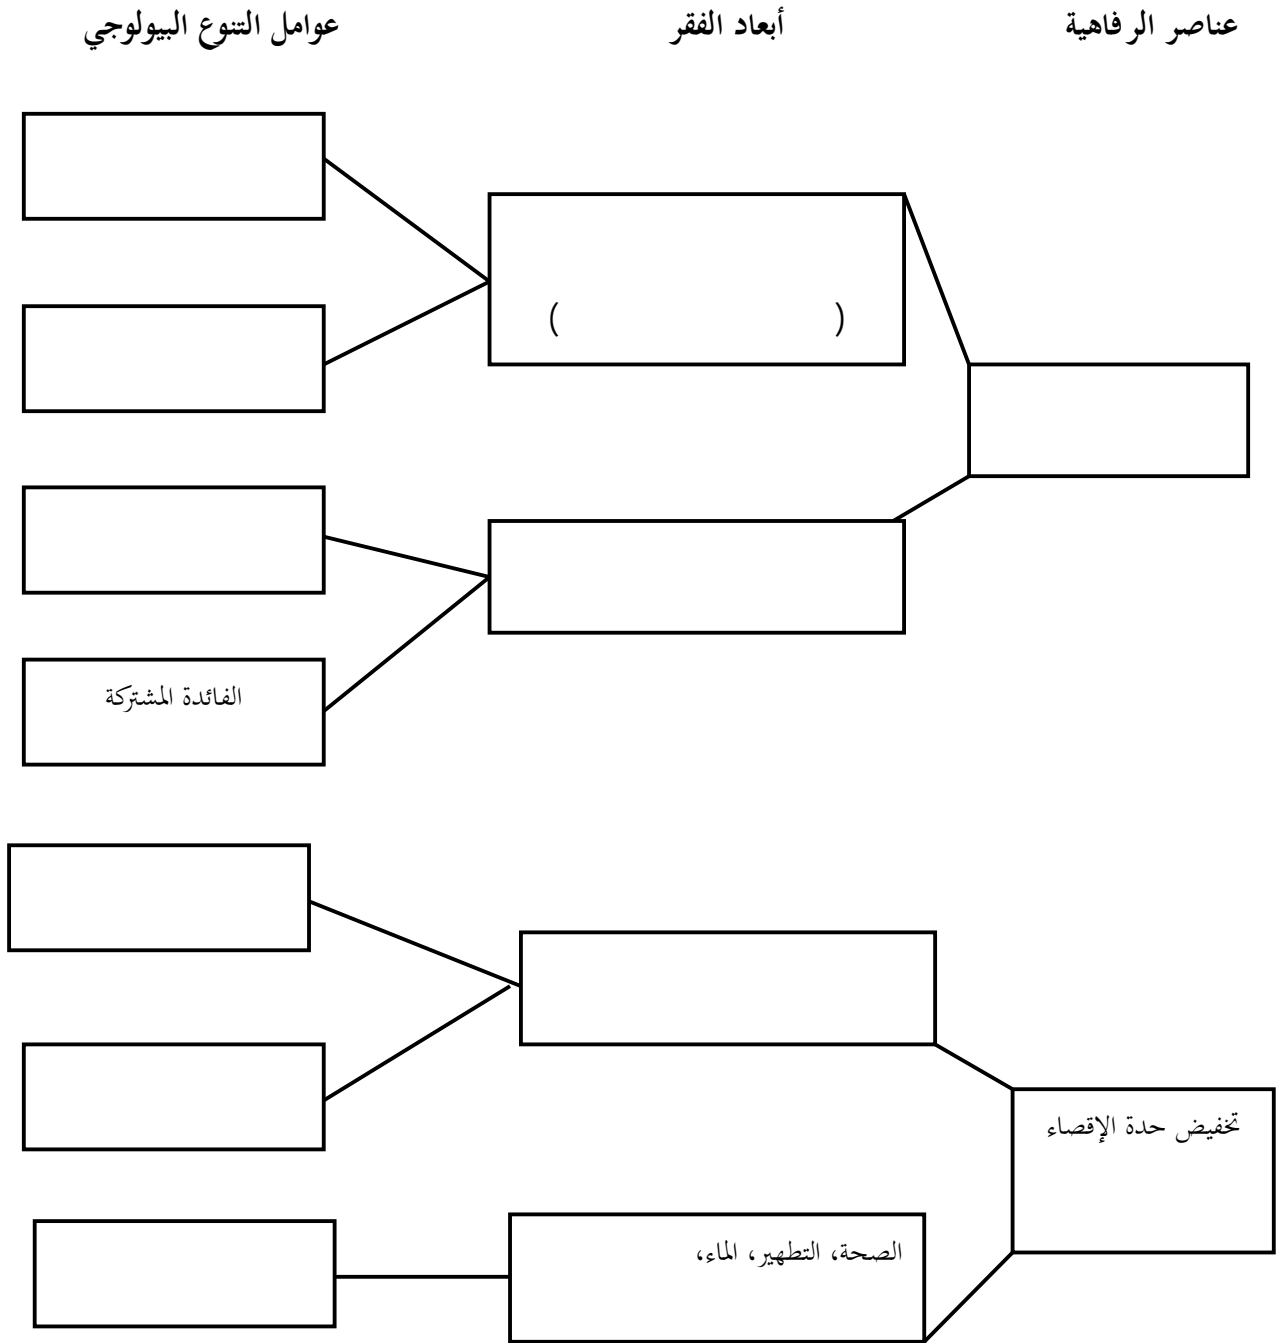 عناصر الرفاهية
أبعاد الفقر
عوامل التنوع البيولوجي
( )
الفائدة المشتركة
تخفيض حدة الإقصاء
الصحة، التطهير، الماء،